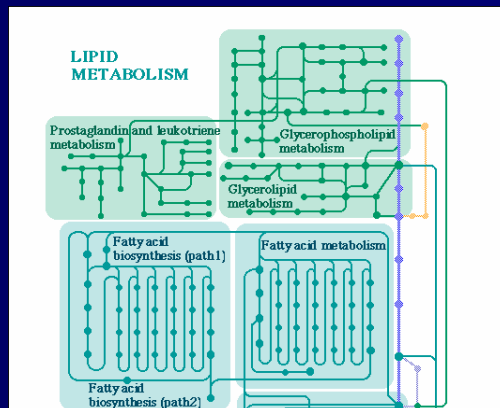 LIPID
METABOLISM
Prostaglandin and leukotriene
metabolism
Glycerophospholipid
metabolism
Glycerolipid
metabolism
Fatty acid
biosynthesis (path1)
Fatty acid metabolism
Fatty acid
biosynthesis (path2)